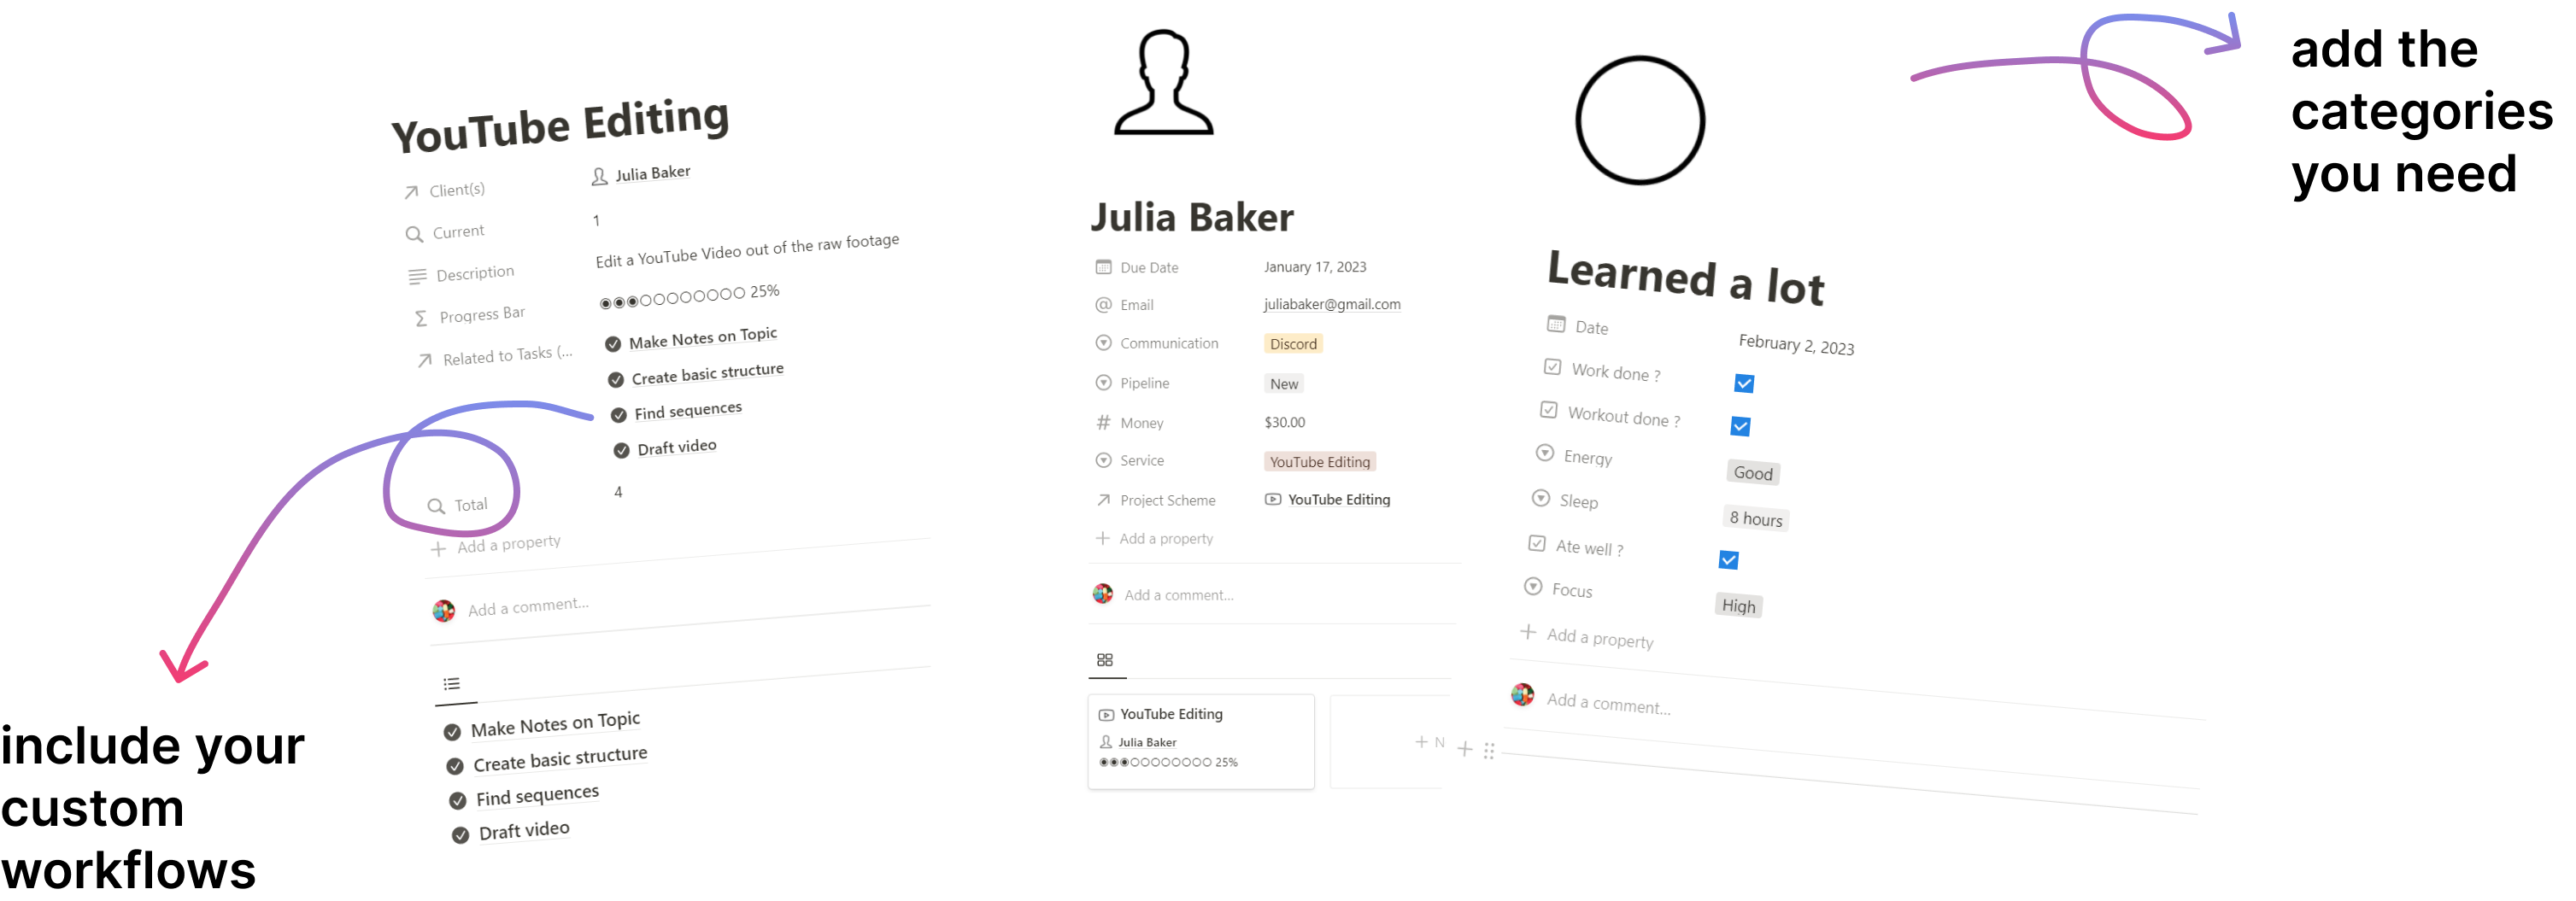 YouTube Editing
Client(s) Julia Baker
Current 1
Description Edit a YouTube Video out of the raw footage
Progress Bar ◉◉◉○○○○○○○○ 25%
Related to Tasks (... Make Notes on Topic
Create basic structure
Find sequences
Draft video
Total 4
Add a property
Add a comment...
Make Notes on Topic
Create basic structure
Find sequences
Draft video
include your
custom
workflows
Julia Baker
Due Date January 17, 2023
Email juliabaker@gmail.com
Communication Discord
Pipeline New
Money $30.00
Service YouTube Editing
Project Scheme YouTube Editing
Add a property
Add a comment...
YouTube Editing
Julia Baker
◉◉◉○○○○○○○○ 25%
+ N
Learned a lot
Date February 2, 2023
Work done ?
Workout done ?
Energy Good
Sleep 8 hours
Ate well ?
Focus High
Add a property
Add a comment...
add the
categories
you need